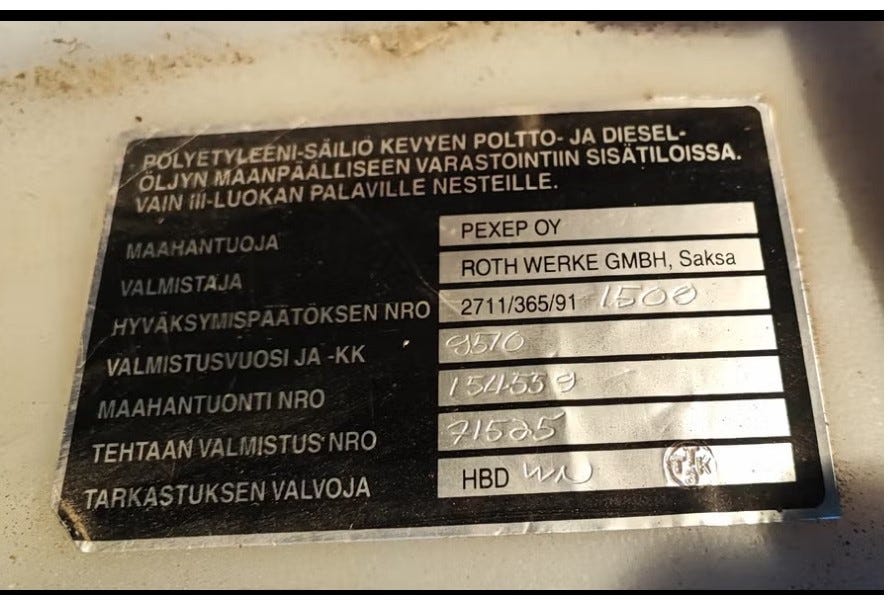 POLYETYLEENI-SÄILIÖ KEVYEN POLTTO- JA DIESEL-
ÖLJYN MAANPÄÄLLISEEN VARASTOINTIIN SISÄTILOISSA.
VAIN III-LUOKAN PALAVILLE NESTEILLE.
MAAHANTUOJA PEXEP OY
VALMISTAJA ROTH WERKE GMBH, Saksa
HYVÄKSYMISPÄÄTÖKSEN NRO 2711/365/91 1500
VALMISTUSVUOSI JA -KK 9510
MAAHANTUONTI NRO 154559
TEHTAAN VALMISTUS NRO 71525
TARKASTUKSEN VALVOJA HBD